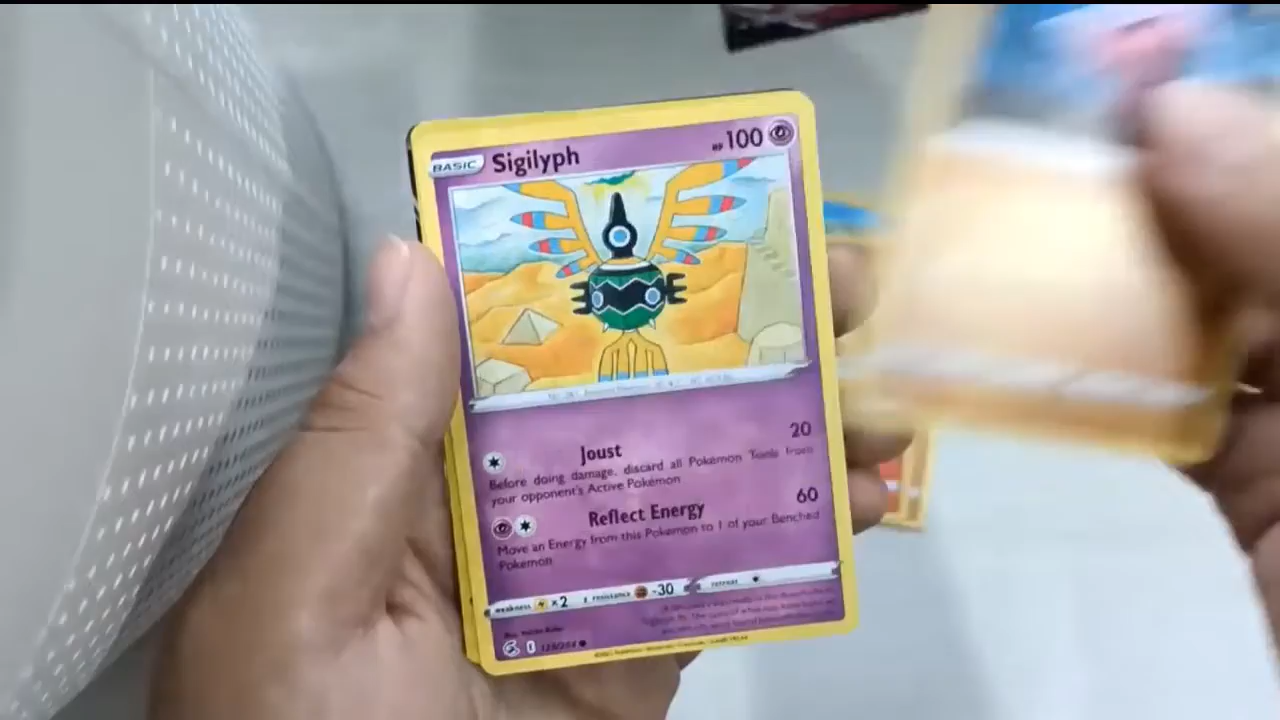 BASIC Sigilyph HP 100
Joust 20
Before doing damage, discard all Pokémon Tools from
your opponent's Active Pokémon
Reflect Energy 60
Move an Energy from this Pokémon to 1 of your Benched
Pokémon
weakness ×2 resistance -30 retreat